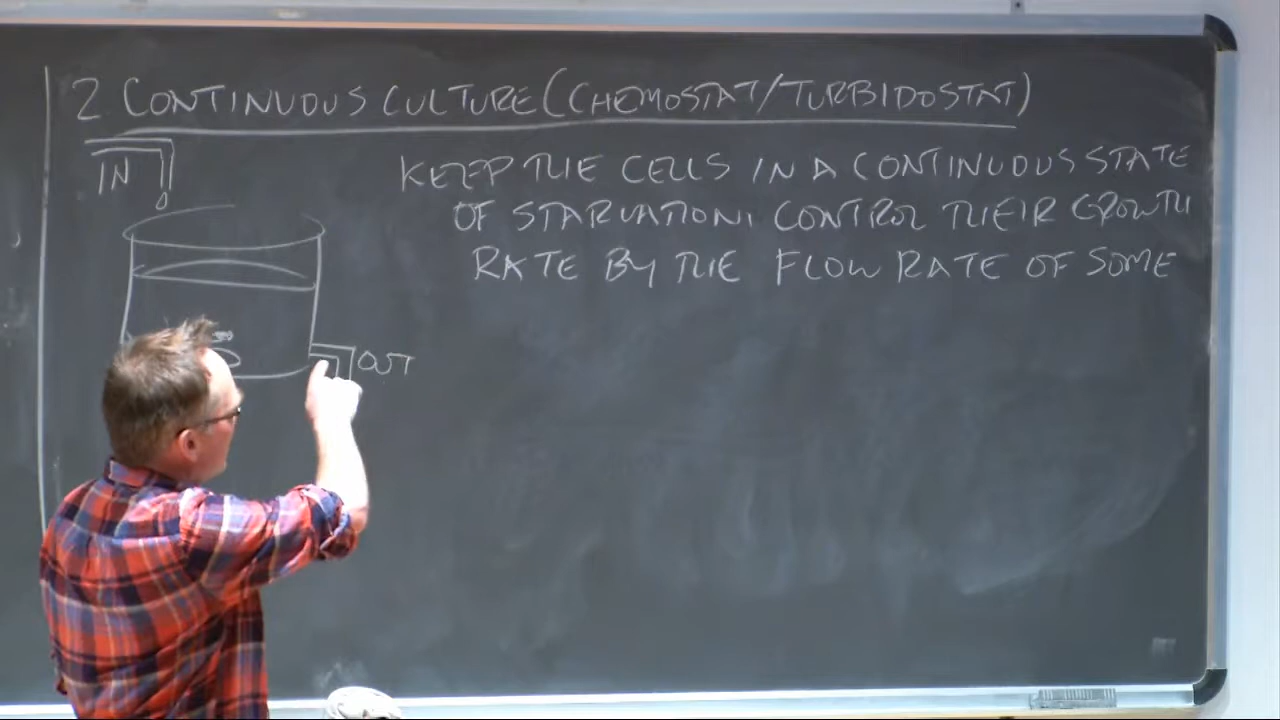 2 CONTINUOUS CULTURE (CHEMOSTAT/TURBIDOSTAT)
IN
KEEP THE CELLS IN A CONTINUOUS STATE
OF STARVATION, CONTROL THEIR GROWTH
RATE BY THE FLOW RATE OF SOME
OUT